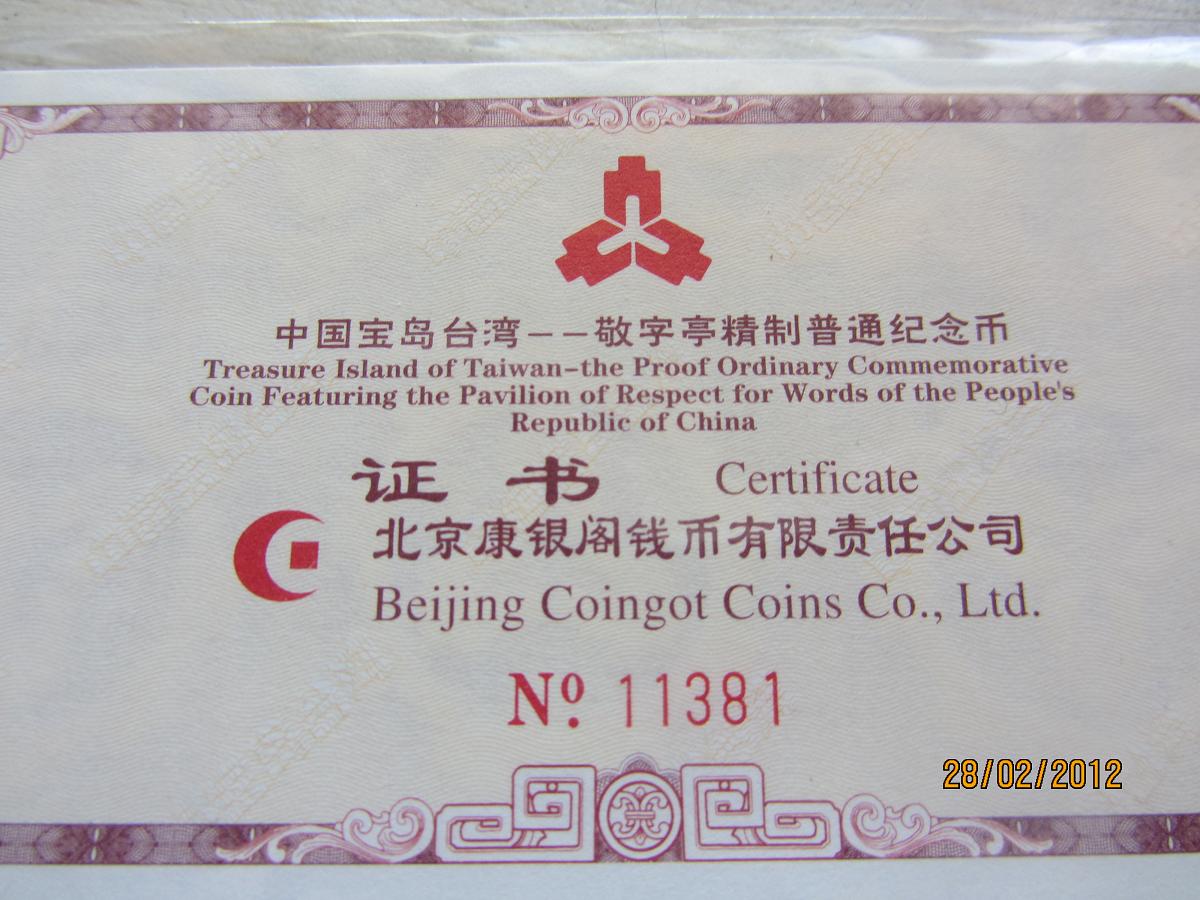 中国宝岛台湾——敬字亭精制普通纪念币
Treasure Island of Taiwan-the Proof Ordinary Commemorative
Coin Featuring the Pavilion of Respect for Words of the People's
Republic of China
证 书 Certificate
北京康银阁钱币有限责任公司
Beijing Coingot Coins Co., Ltd.
Nº. 11381
28/02/2012